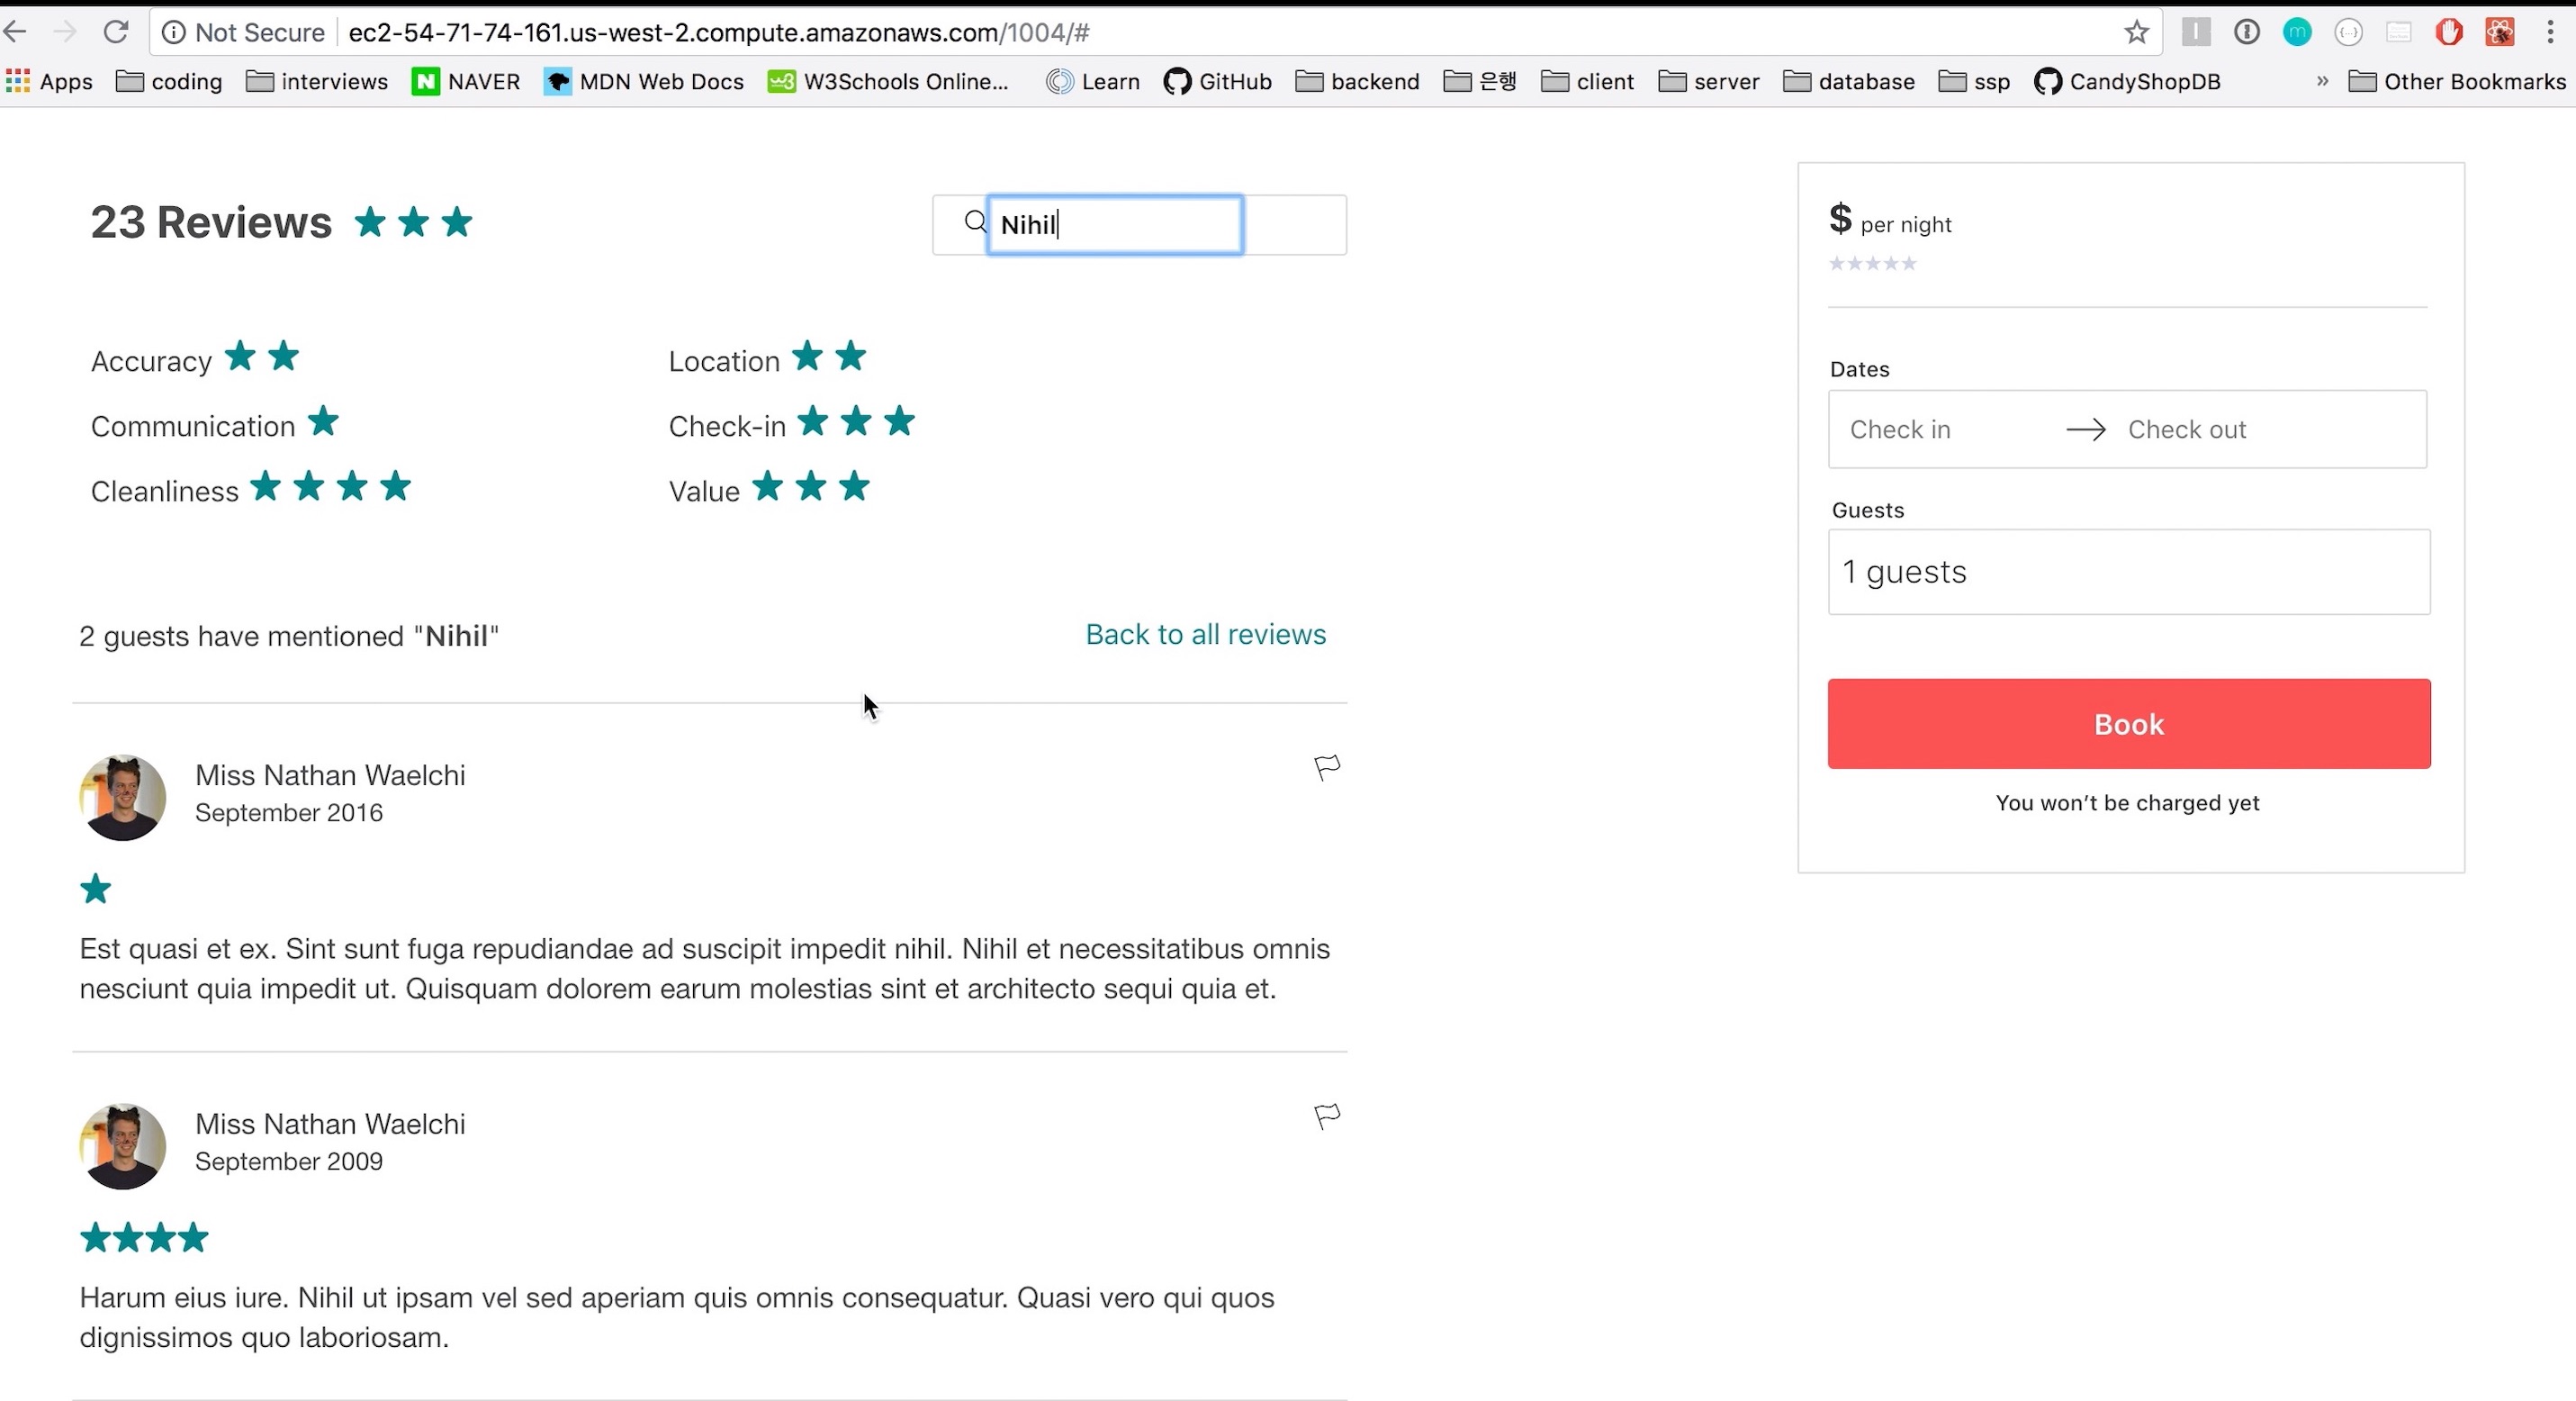 Not Secure ec2-54-71-74-161.us-west-2.compute.amazonaws.com/1004/#
Apps coding interviews NAVER MDN Web Docs W3Schools Online... Learn GitHub backend 은행 client server database ssp CandyShopDB » Other Bookmarks
23 Reviews
Nihil
Accuracy
Location
Communication
Check-in
Cleanliness
Value
2 guests have mentioned "Nihil"
Back to all reviews
Miss Nathan Waelchi
September 2016
Est quasi et ex. Sint sunt fuga repudiandae ad suscipit impedit nihil. Nihil et necessitatibus omnis
nesciunt quia impedit ut. Quisquam dolorem earum molestias sint et architecto sequi quia et.
Miss Nathan Waelchi
September 2009
Harum eius iure. Nihil ut ipsam vel sed aperiam quis omnis consequatur. Quasi vero qui quos
dignissimos quo laboriosam.
$ per night
Dates
Check in → Check out
Guests
1 guests
Book
You won’t be charged yet